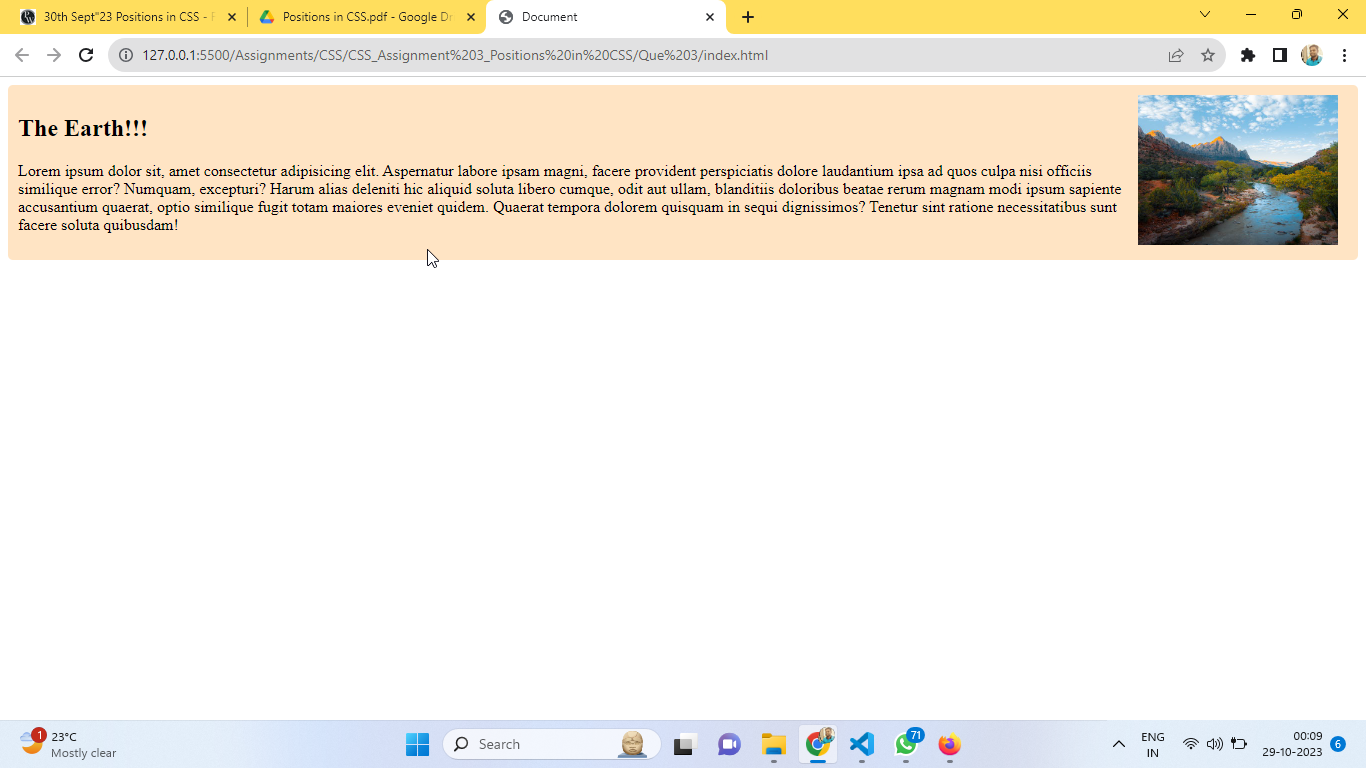 30th Sept"23 Positions in CSS - P
Positions in CSS.pdf - Google Dr
Document
127.0.0.1:5500/Assignments/CSS/CSS_Assignment%203_Positions%20in%20CSS/Que%203/index.html
The Earth!!!
Lorem ipsum dolor sit, amet consectetur adipisicing elit. Aspernatur labore ipsam magni, facere provident perspiciatis dolore laudantium ipsa ad quos culpa nisi officiis
similique error? Numquam, excepturi? Harum alias deleniti hic aliquid soluta libero cumque, odit aut ullam, blanditiis doloribus beatae rerum magnam modi ipsum sapiente
accusantium quaerat, optio similique fugit totam maiores eveniet quidem. Quaerat tempora dolorem quisquam in sequi dignissimos? Tenetur sint ratione necessitatibus sunt
facere soluta quibusdam!
1
23°C
Mostly clear
Search
71
ENG
IN
00:09
29-10-2023
6